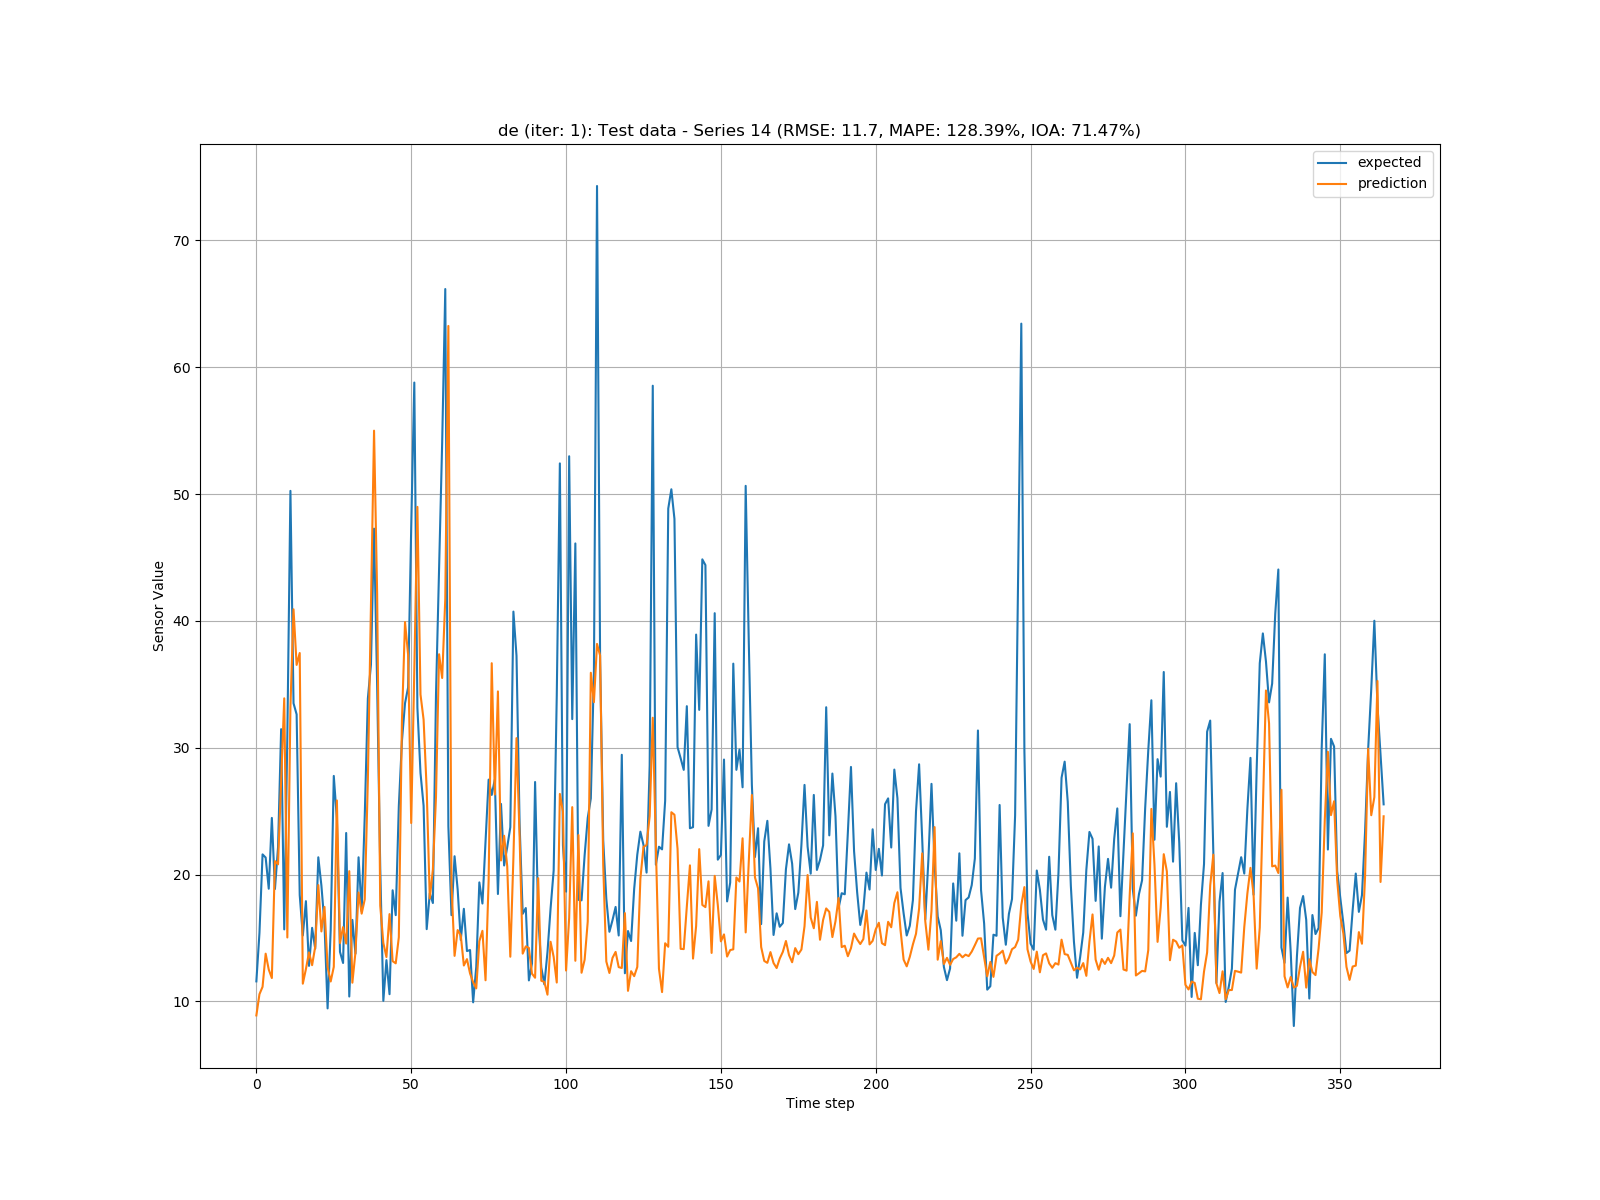 de (iter: 1): Test data - Series 14 (RMSE: 11.7, MAPE: 128.39%, IOA: 71.47%)
expected
prediction
70
60
50
40
30
20
10
Sensor Value
0 50 100 150 200 250 300 350
Time step